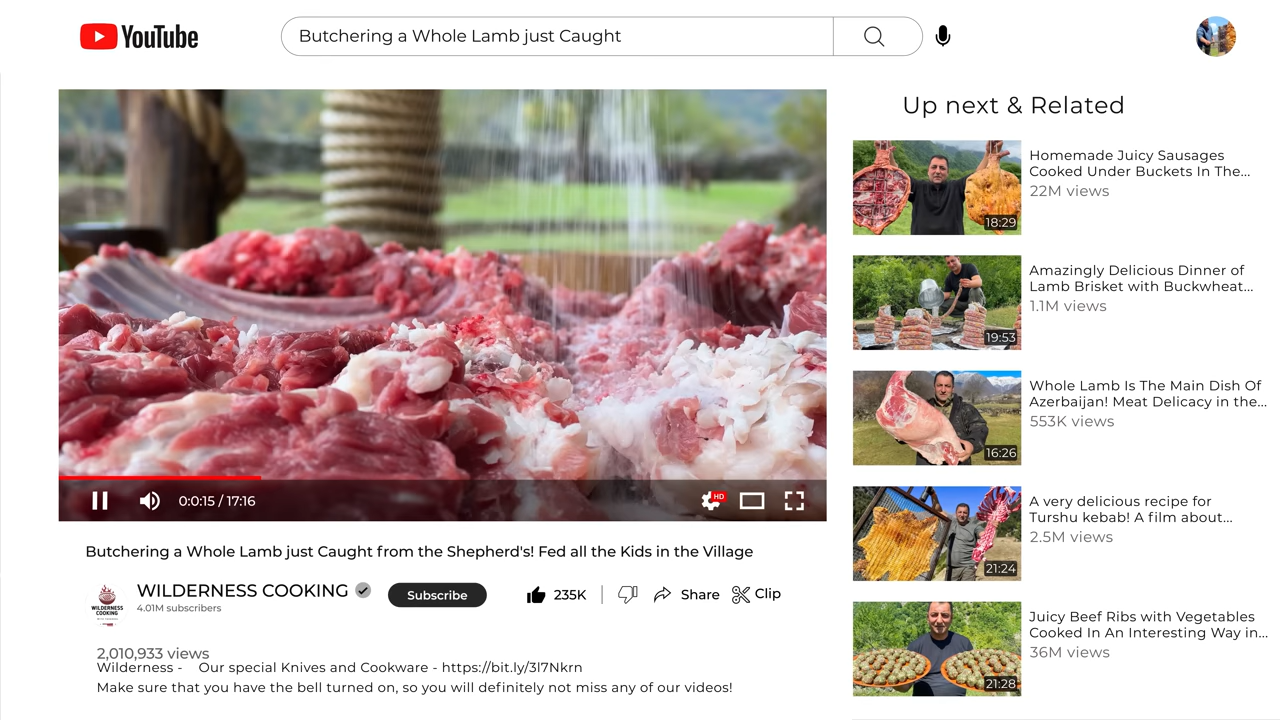 YouTube
Butchering a Whole Lamb just Caught
Up next & Related
Homemade Juicy Sausages
Cooked Under Buckets In The...
22M views
18:29
Amazingly Delicious Dinner of
Lamb Brisket with Buckwheat...
1.1M views
19:53
Whole Lamb Is The Main Dish Of
Azerbaijan! Meat Delicacy in the...
553K views
16:26
A very delicious recipe for
Turshu kebab! A film about...
2.5M views
21:24
Juicy Beef Ribs with Vegetables
Cooked In An Interesting Way in...
36M views
21:28
0:0:15 / 17:16
HD
Butchering a Whole Lamb just Caught from the Shepherd's! Fed all the Kids in the Village
WILDERNESS
COOKING
WILDERNESS COOKING
4.01M subscribers
Subscribe
235K
Share
Clip
2,010,933 views
Wilderness - Our special Knives and Cookware - https://bit.ly/3l7Nkrn
Make sure that you have the bell turned on, so you will definitely not miss any of our videos!